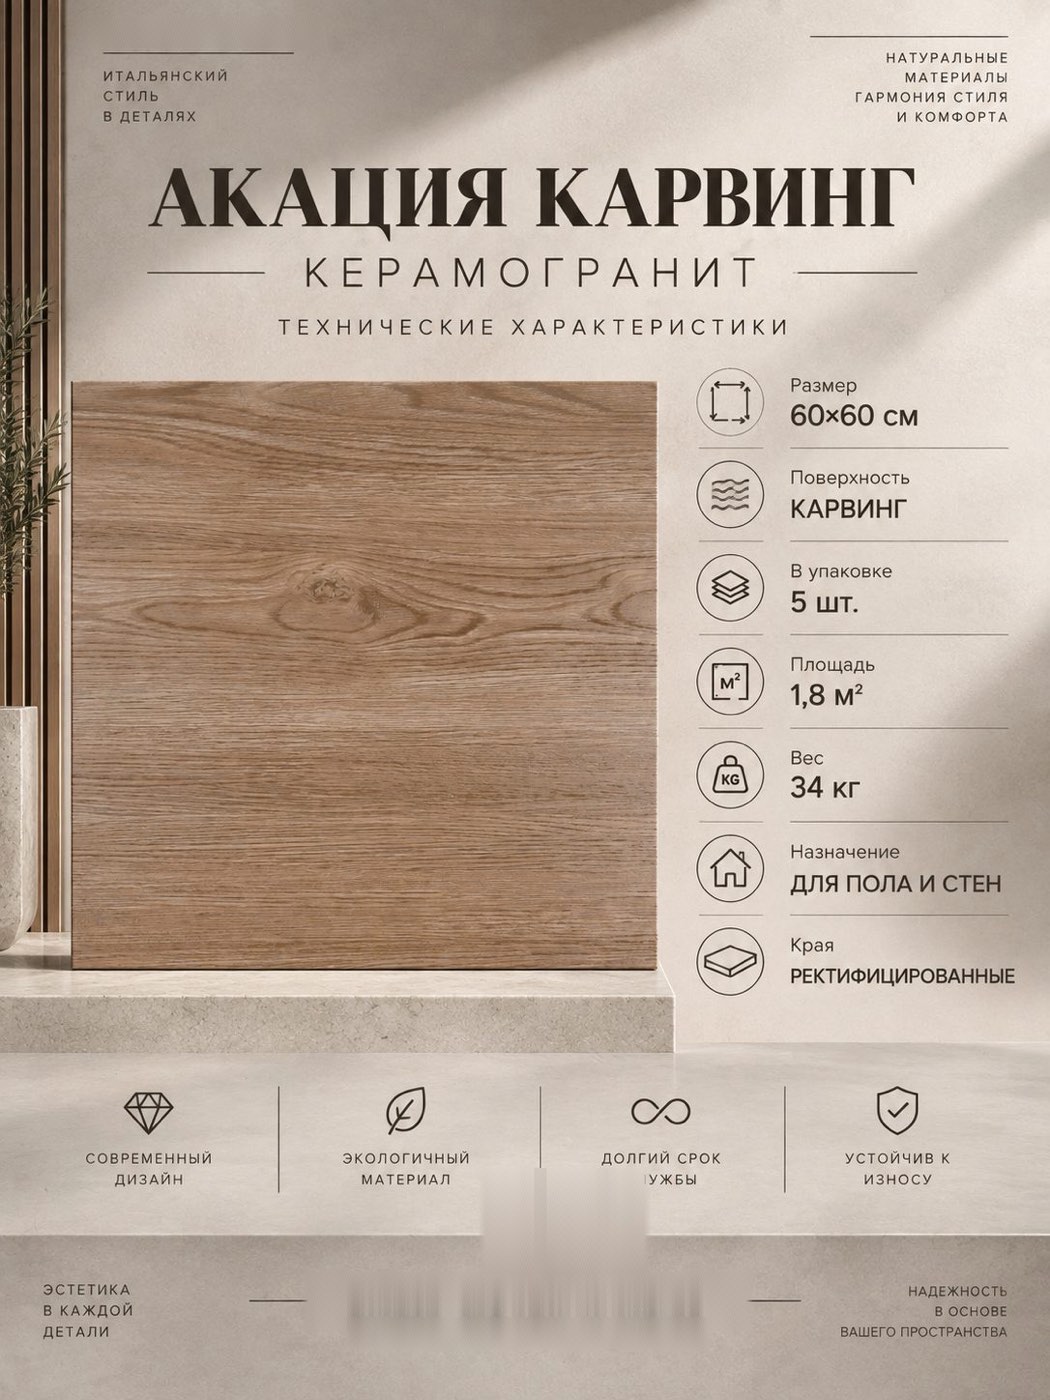 ИТАЛЬЯНСКИЙ
СТИЛЬ
В ДЕТАЛЯХ
НАТУРАЛЬНЫЕ
МАТЕРИАЛЫ
ГАРМОНИЯ СТИЛЯ
И КОМФОРТА
АКАЦИЯ КАРВИНГ
КЕРАМОГРАНИТ
ТЕХНИЧЕСКИЕ ХАРАКТЕРИСТИКИ
Размер
60×60 см
Поверхность
КАРВИНГ
В упаковке
5 шт.
М²
Площадь
1,8 м²
KG
Вес
34 кг
Назначение
ДЛЯ ПОЛА И СТЕН
Края
РЕКТИФИЦИРОВАННЫЕ
СОВРЕМЕННЫЙ
ДИЗАЙН
ЭКОЛОГИЧНЫЙ
МАТЕРИАЛ
ДОЛГИЙ СРОК
УСТОЙЧИВ К
ИЗНОСУ
ЭСТЕТИКА
В КАЖДОЙ
ДЕТАЛИ
НАДЕЖНОСТЬ
В ОСНОВЕ
ВАШЕГО ПРОСТРАНСТВА